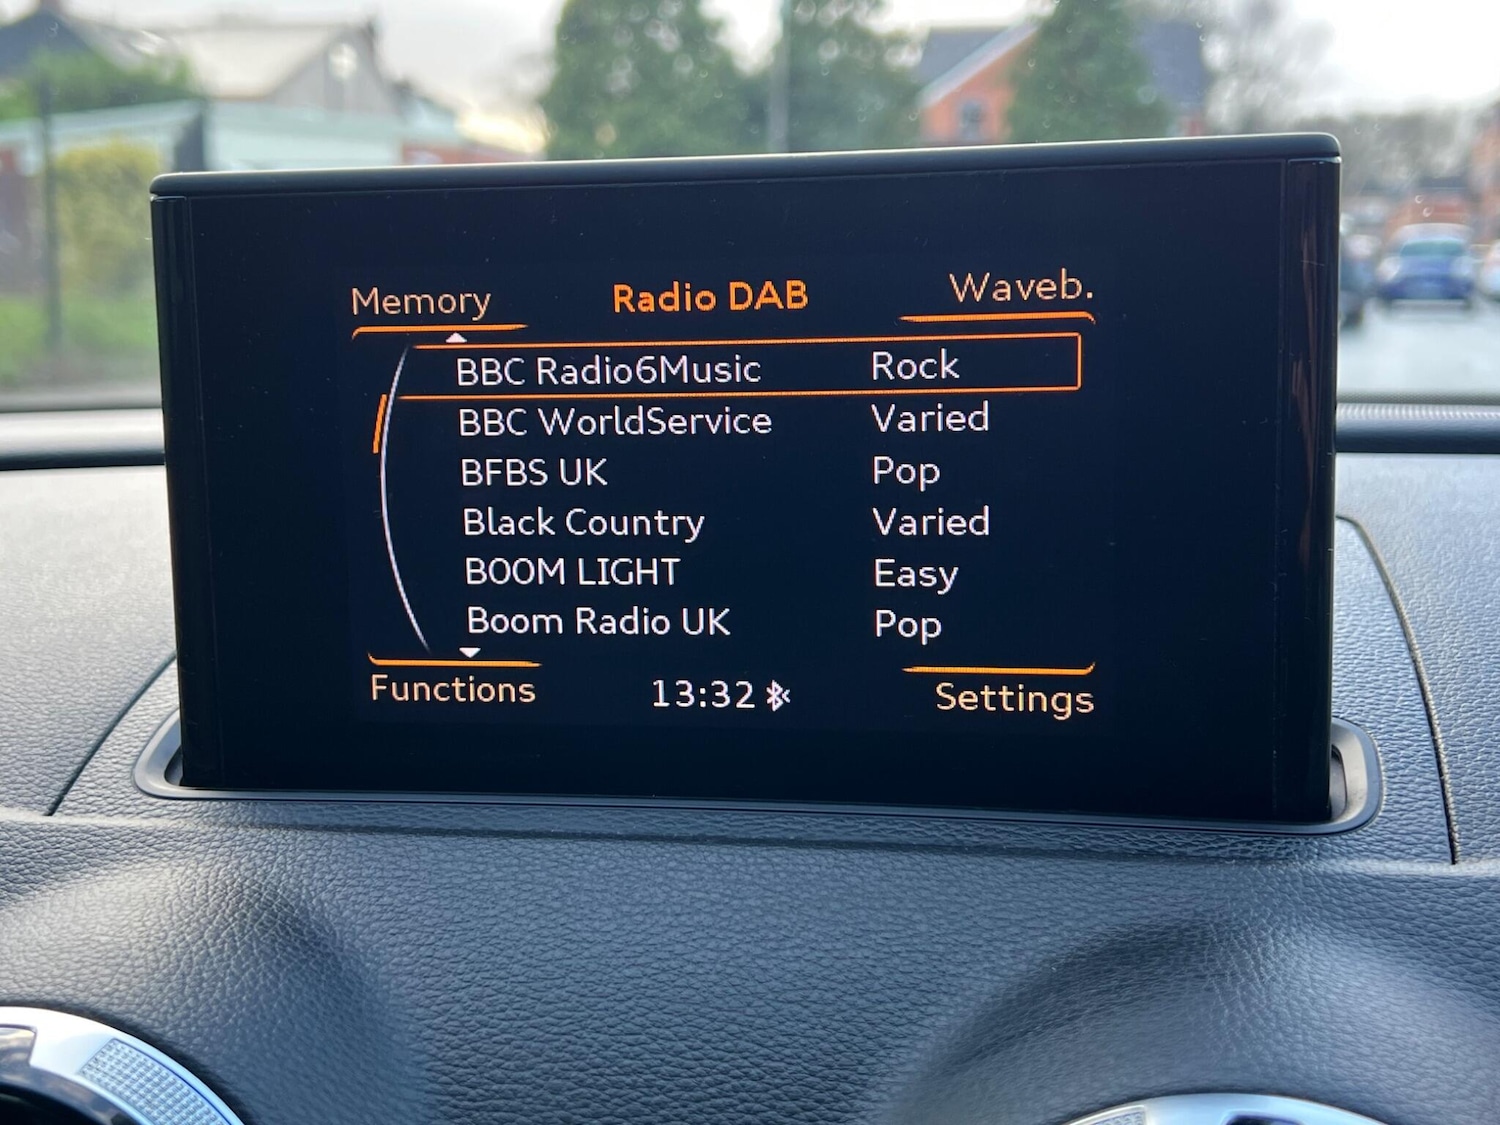 Memory Radio DAB Waveb.
BBC Radio6Music Rock
BBC WorldService Varied
BFBS UK Pop
Black Country Varied
BOOM LIGHT Easy
Boom Radio UK Pop
Functions 13:32 Settings